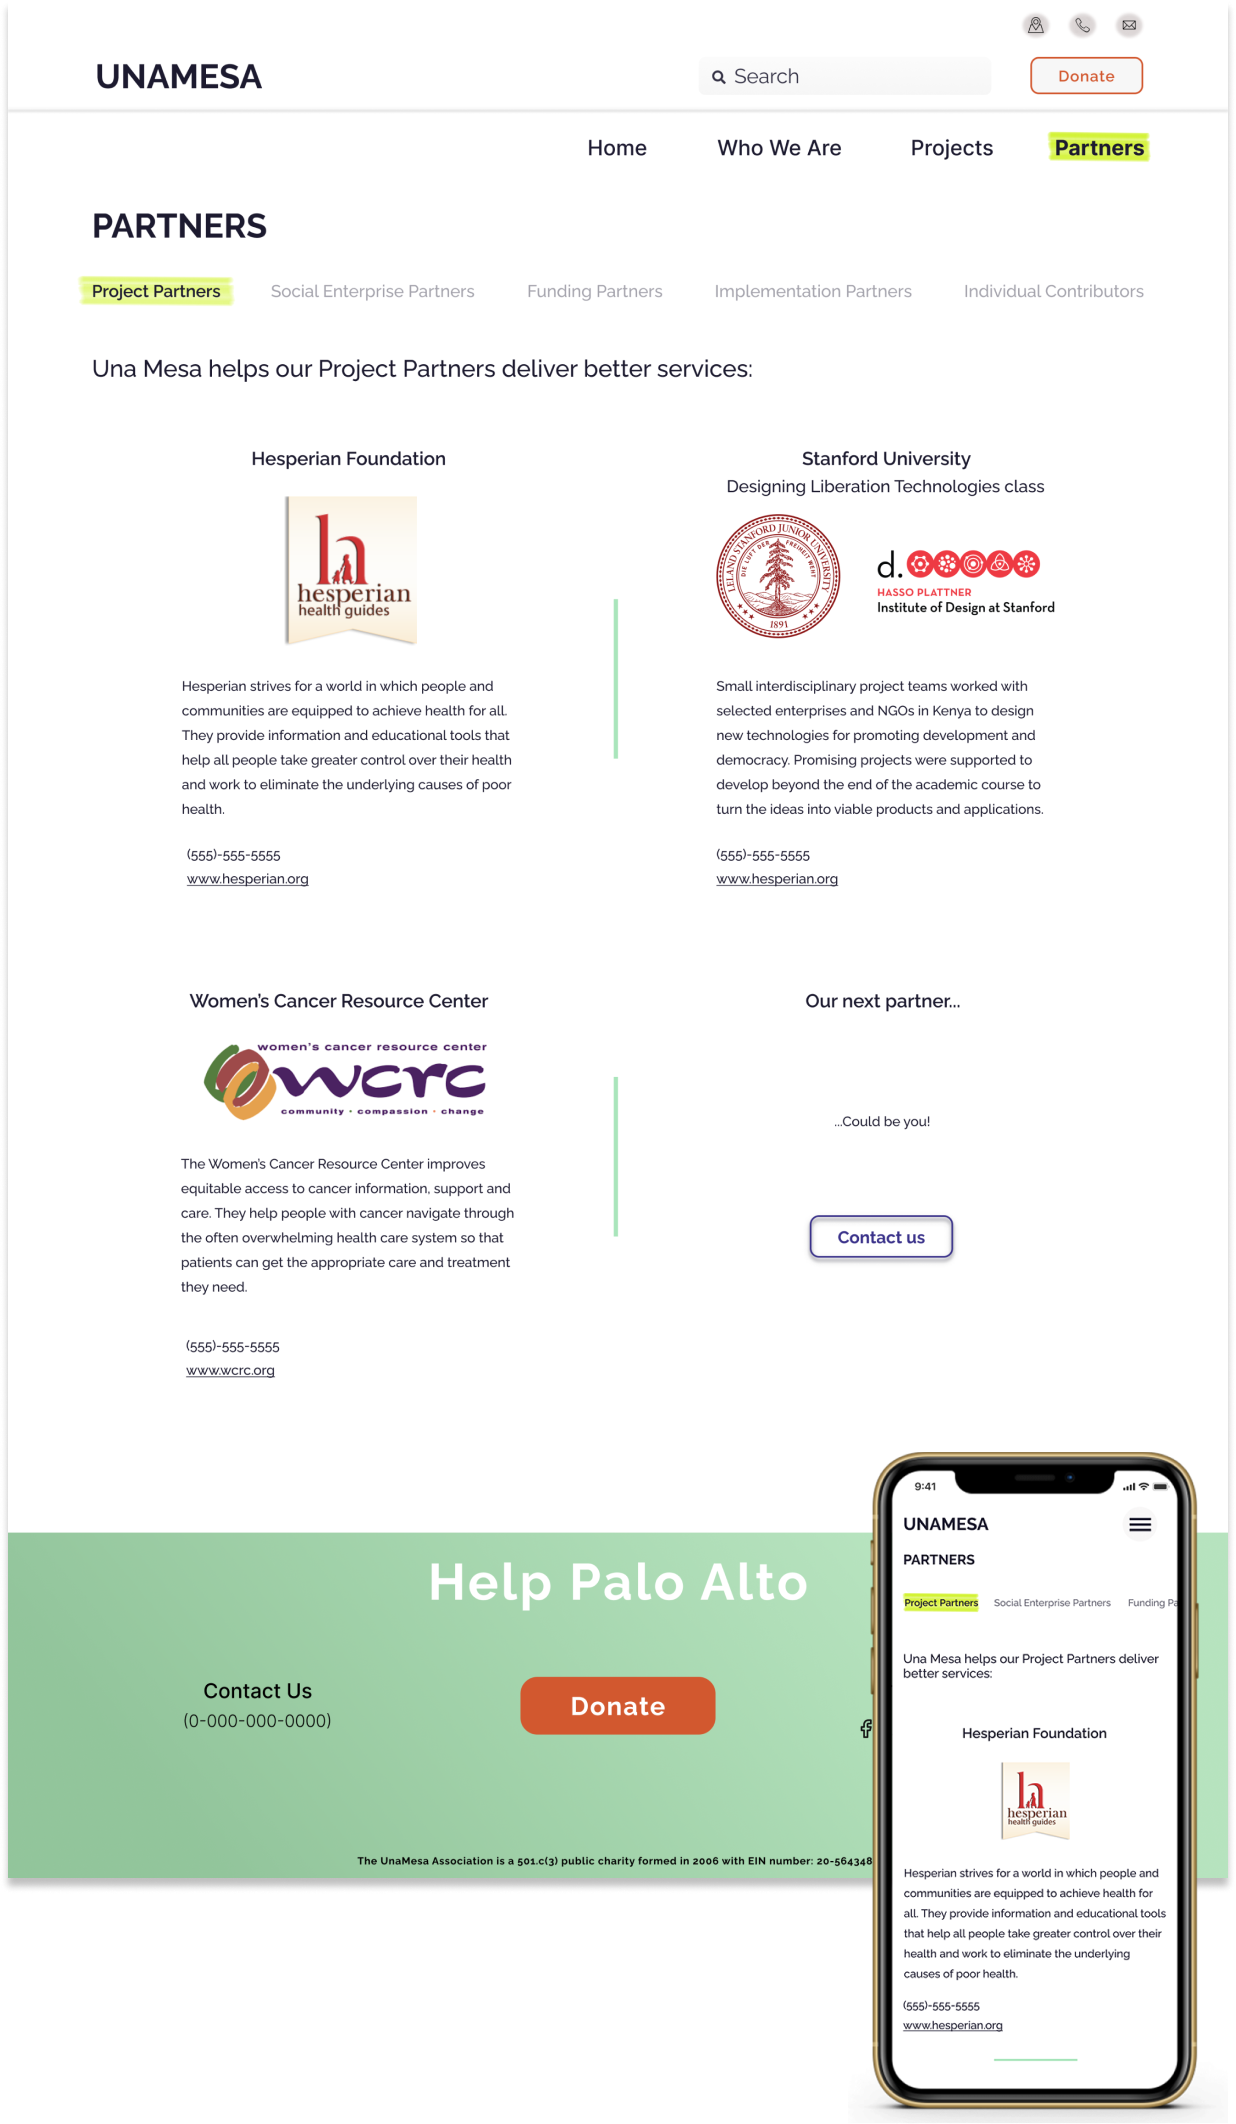 UNAMESA
Search
Donate
Home
Who We Are
Projects
Partners
PARTNERS
Project Partners
Social Enterprise Partners
Funding Partners
Implementation Partners
Individual Contributors
Una Mesa helps our Project Partners deliver better services:
Hesperian Foundation
hesperian
health guides
Hesperian strives for a world in which people and
communities are equipped to achieve health for all.
They provide information and educational tools that
help all people take greater control over their health
and work to eliminate the underlying causes of poor
health.
(555)-555-5555
www.hesperian.org
Stanford University
Designing Liberation Technologies class
LELAND STANFORD JUNIOR UNIVERSITY
DIE LUFT DER FREIHEIT WEHT
1891
d.
HASSO PLATTNER
Institute of Design at Stanford
Small interdisciplinary project teams worked with
selected enterprises and NGOs in Kenya to design
new technologies for promoting development and
democracy. Promising projects were supported to
develop beyond the end of the academic course to
turn the ideas into viable products and applications.
(555)-555-5555
www.hesperian.org
Women's Cancer Resource Center
women's cancer resource center
wcrc
community · compassion · change
The Women's Cancer Resource Center improves
equitable access to cancer information, support and
care. They help people with cancer navigate through
the often overwhelming health care system so that
patients can get the appropriate care and treatment
they need.
(555)-555-5555
www.wcrc.org
Our next partner...
...Could be you!
Contact us
Help Palo Alto
Contact Us
(0-000-000-0000)
Donate
The UnaMesa Association is a 501.c(3) public charity formed in 2006 with EIN number: 20-564348
9:41
UNAMESA
PARTNERS
Project Partners
Social Enterprise Partners
Funding Pa
Una Mesa helps our Project Partners deliver
better services:
Hesperian Foundation
hesperian
health guides
Hesperian strives for a world in which people and
communities are equipped to achieve health for
all. They provide information and educational tools
that help all people take greater control over their
health and work to eliminate the underlying
causes of poor health.
(555)-555-5555
www.hesperian.org